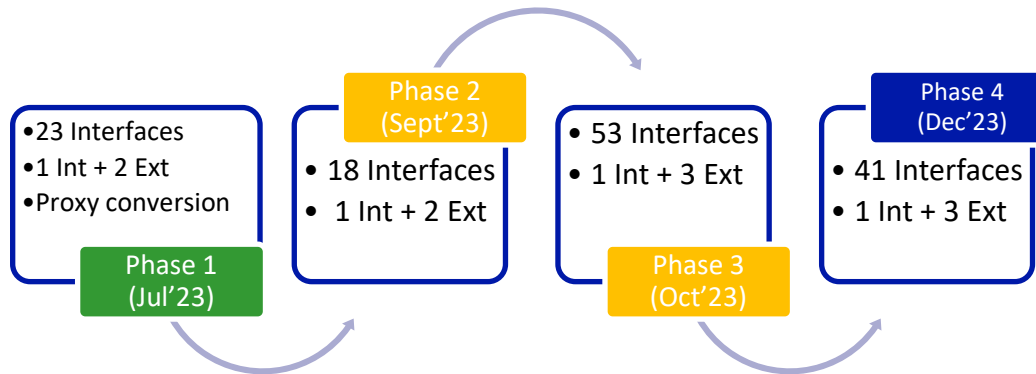 •23 Interfaces
•1 Int + 2 Ext
•Proxy conversion
Phase 1
(Jul’23)
Phase 2
(Sept’23)
• 18 Interfaces
• 1 Int + 2 Ext
• 53 Interfaces
• 1 Int + 3 Ext
Phase 3
(Oct’23)
Phase 4
(Dec’23)
• 41 Interfaces
• 1 Int + 3 Ext